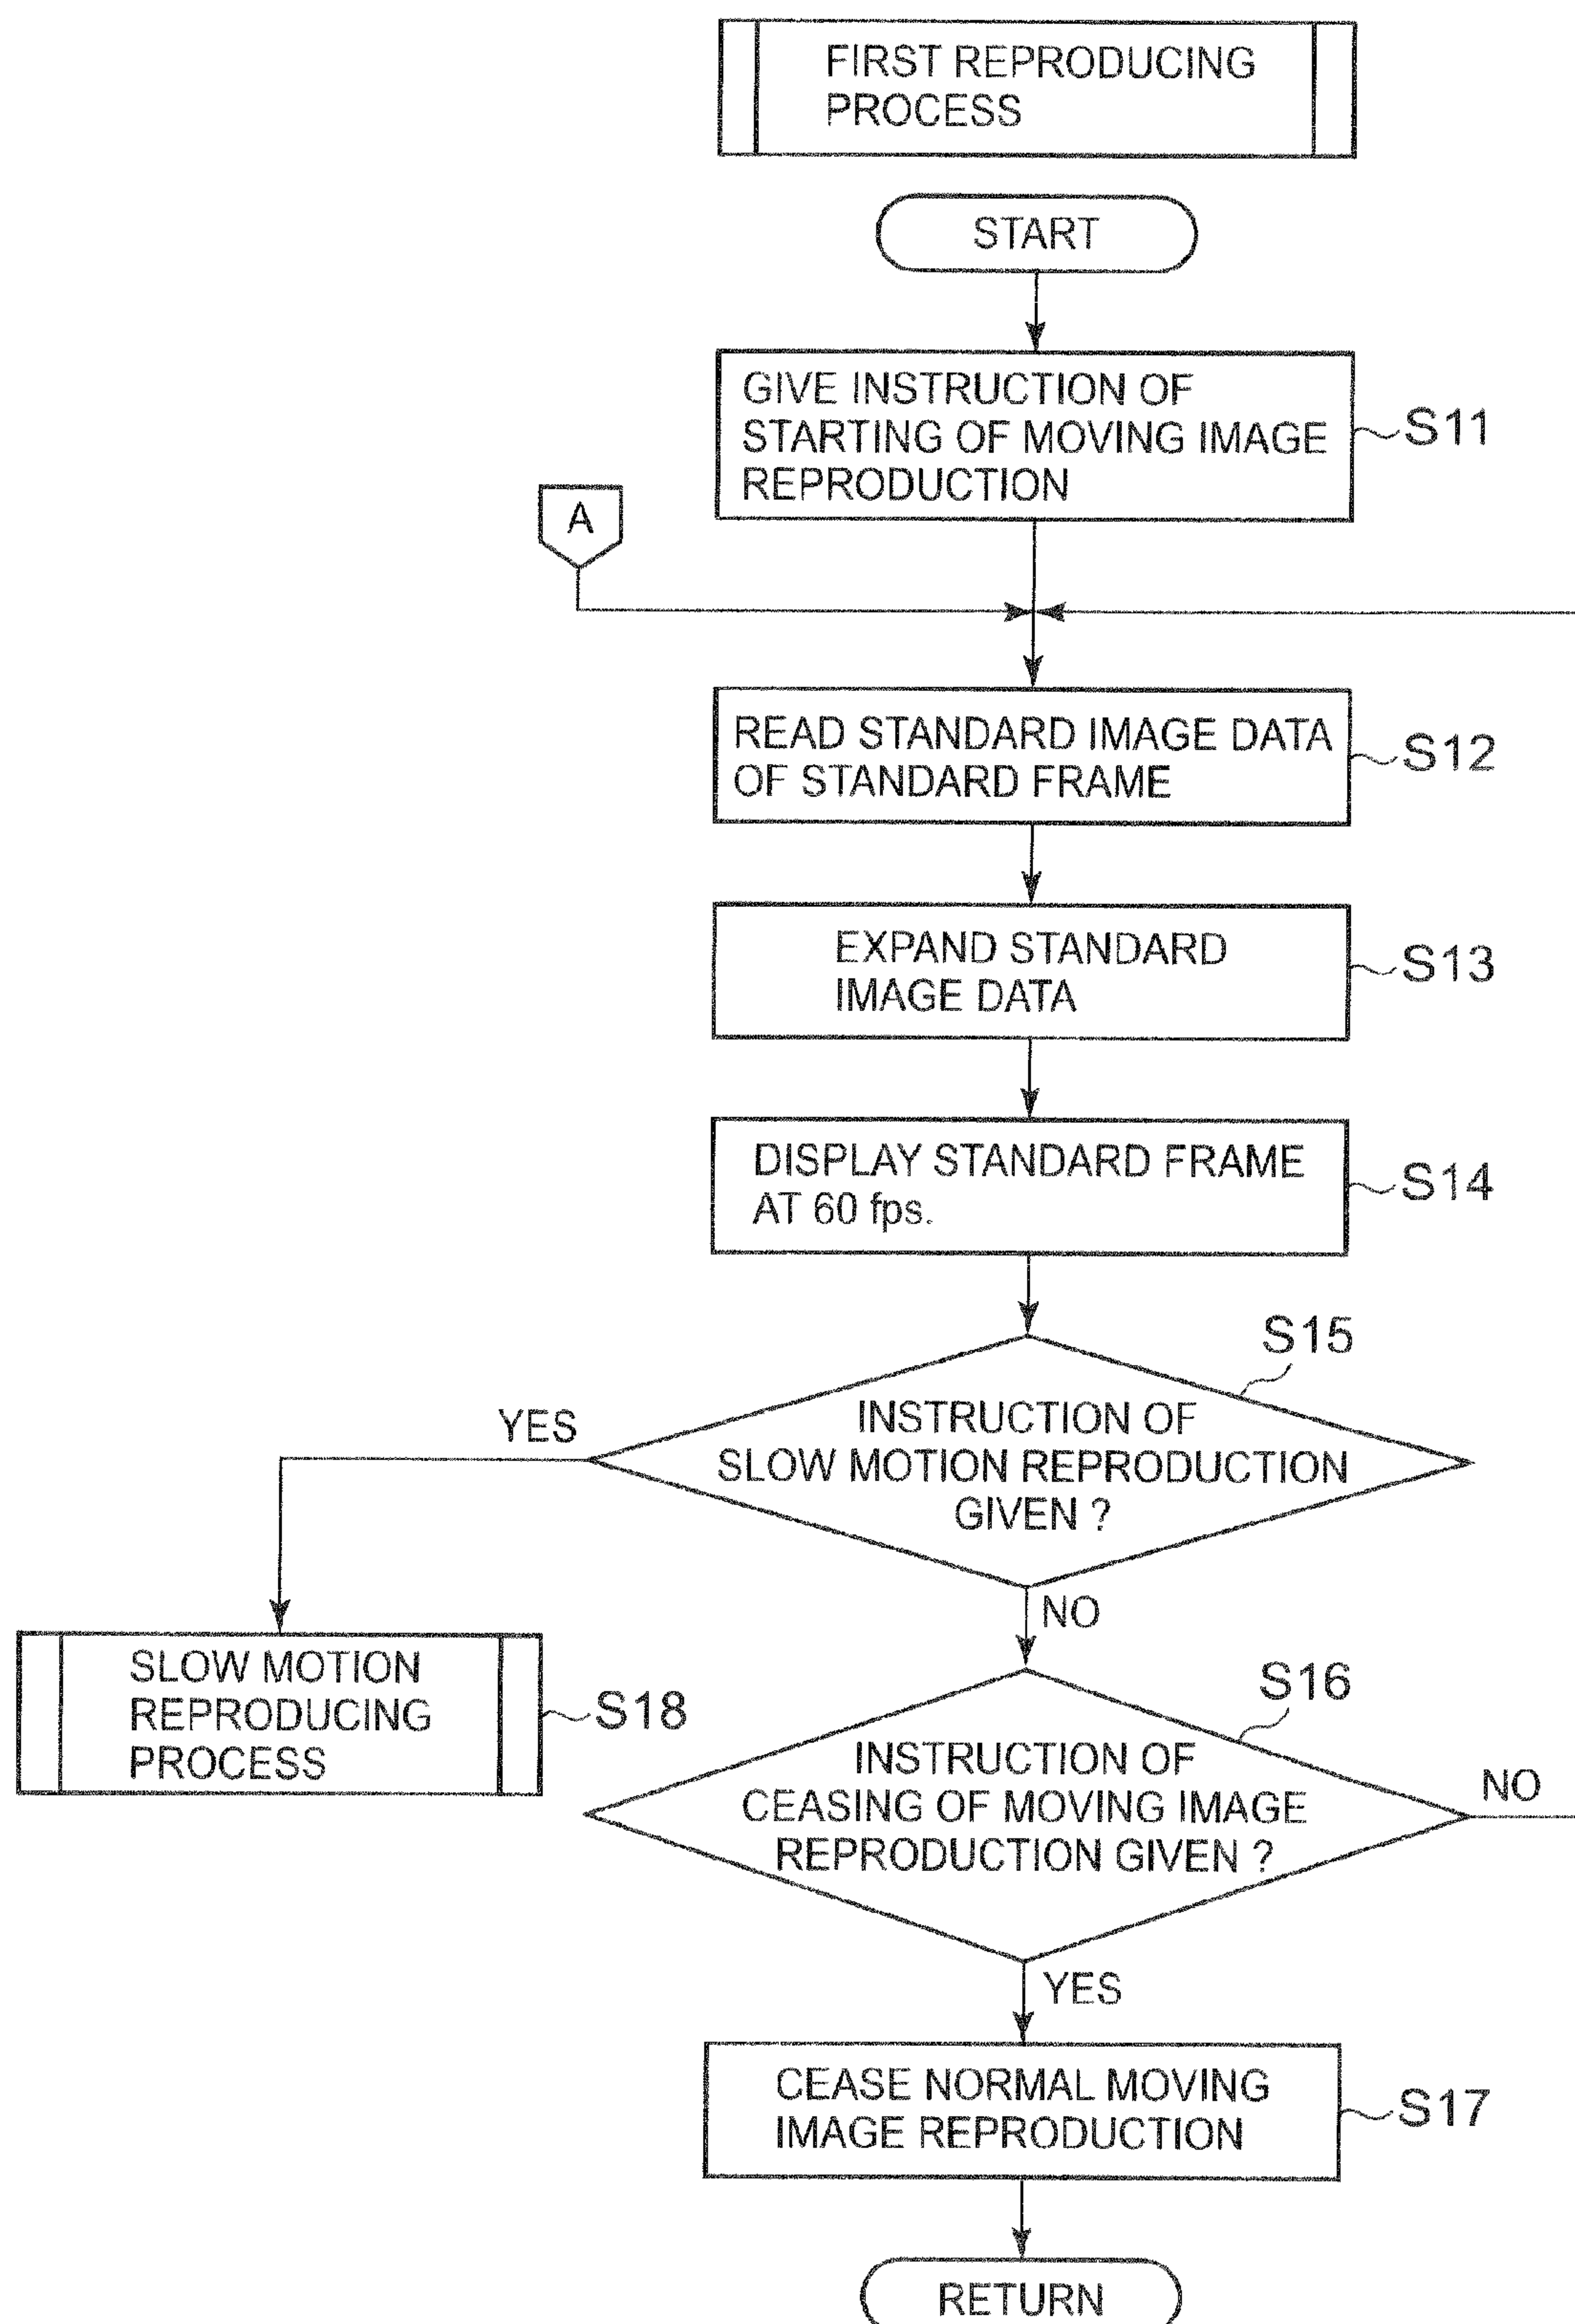 FIRST REPRODUCING
PROCESS
START
GIVE INSTRUCTION OF
STARTING OF MOVING IMAGE
REPRODUCTION
S11
A
READ STANDARD IMAGE DATA
OF STANDARD FRAME
S12
EXPAND STANDARD
IMAGE DATA
S13
DISPLAY STANDARD FRAME
AT 60 fps.
S14
S15
YES
INSTRUCTION OF
SLOW MOTION REPRODUCTION
GIVEN ?
NO
SLOW MOTION
REPRODUCING
PROCESS
S18
S16
INSTRUCTION OF
CEASING OF MOVING IMAGE
REPRODUCTION GIVEN ?
NO
YES
CEASE NORMAL MOVING
IMAGE REPRODUCTION
S17
RETURN